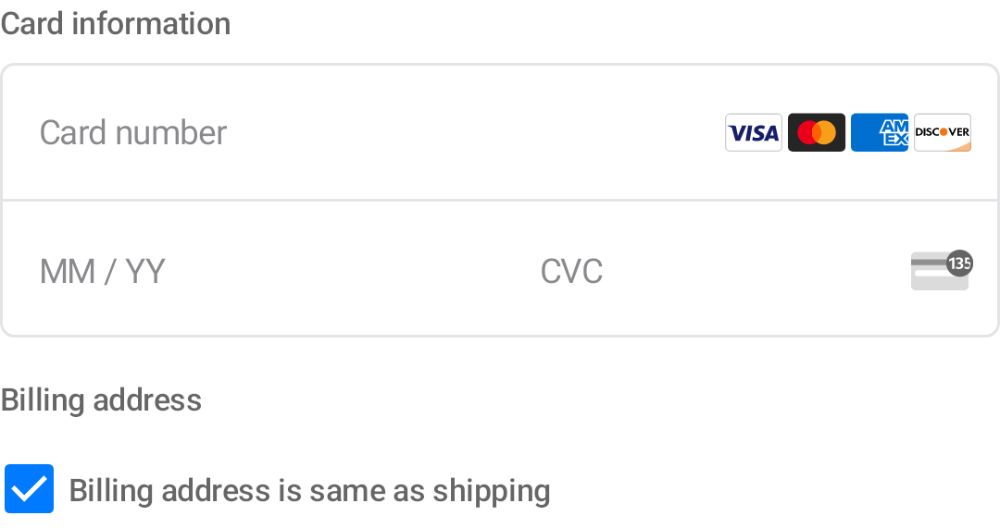 Card information
Card number VISA AM EX DISCOVER
MM / YY CVC 135
Billing address
Billing address is same as shipping